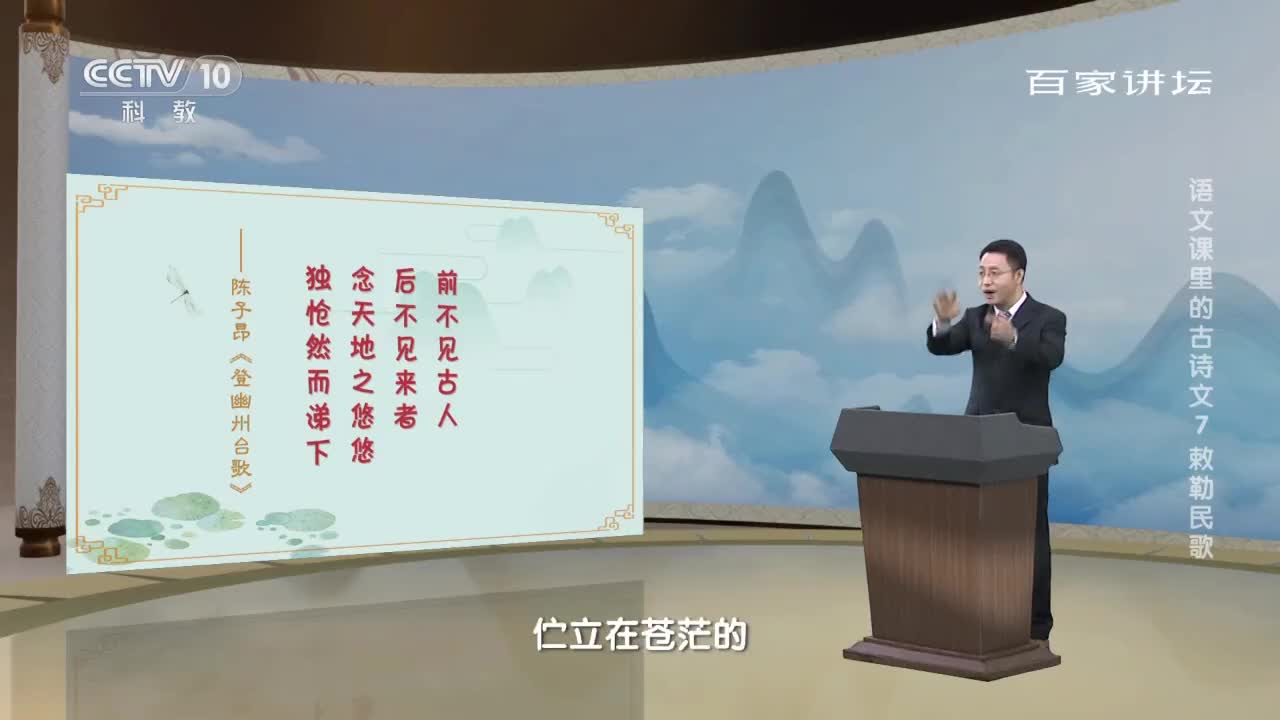 CCTV 10
科教
百家讲坛
语文课里的古诗文7 敕勒民歌
前不见古人
后不见来者
念天地之悠悠
独怆然而递下
——陈子昂《登幽州台歌》
伫立在苍茫的